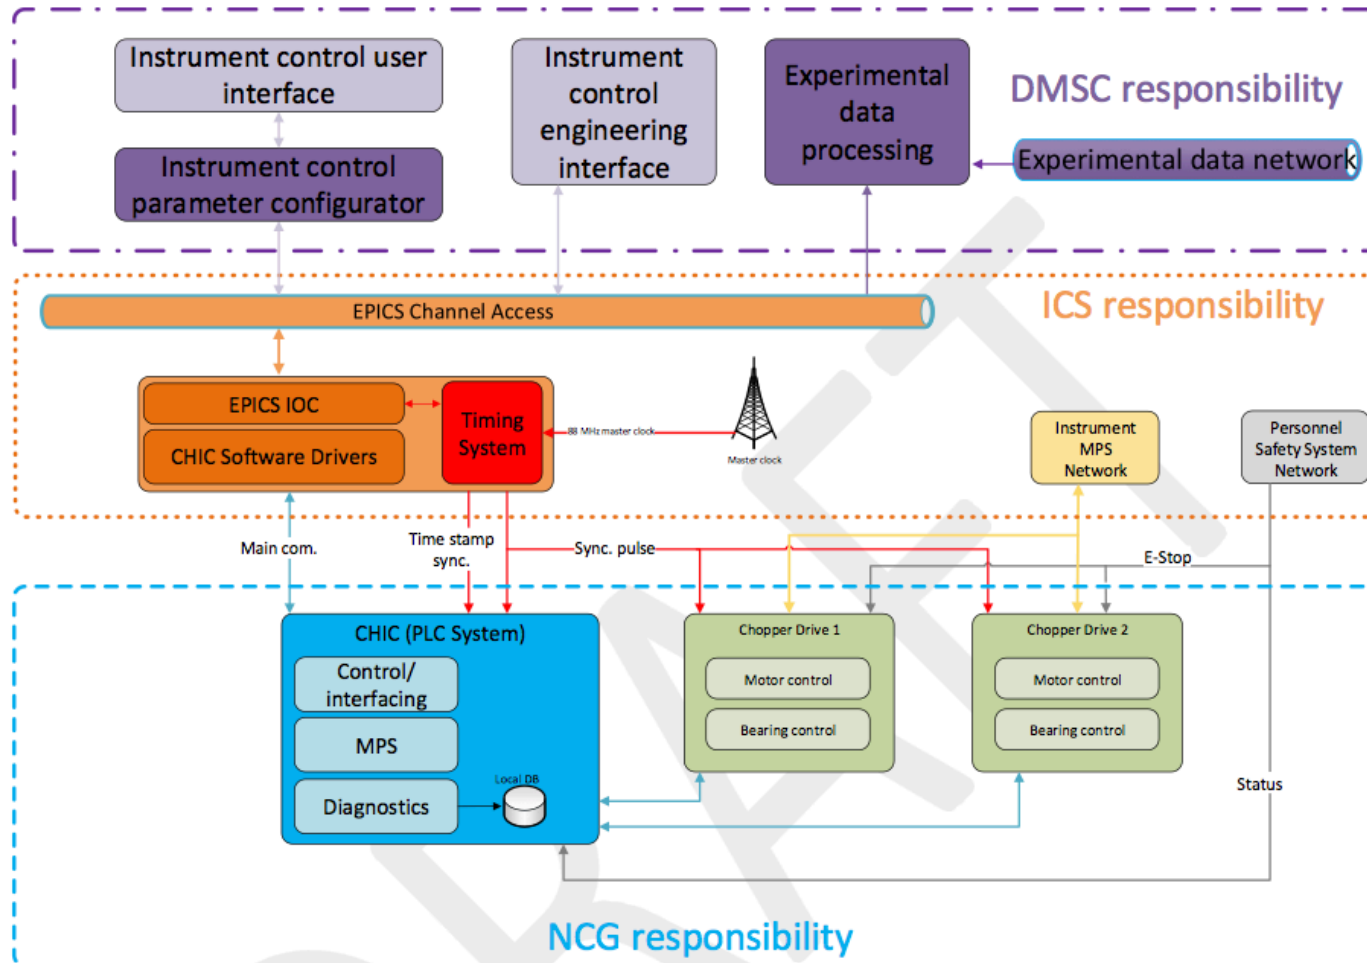 Instrument control user
interface
Instrument
control
engineering
interface
Experimental
data
processing
DMSC responsibility
Experimental data network
Instrument control
parameter configurator
EPICS Channel Access
ICS responsibility
EPICS IOC
CHIC Software Drivers
Timing
System
88 MHz master clock
Master clock
Instrument
MPS
Network
Personnel
Safety System
Network
Main com.
Time stamp
sync.
Sync. pulse
E-Stop
CHIC (PLC System)
Control/
interfacing
MPS
Diagnostics
Local DB
Chopper Drive 1
Motor control
Bearing control
Chopper Drive 2
Motor control
Bearing control
Status
NCG responsibility
DRAFT